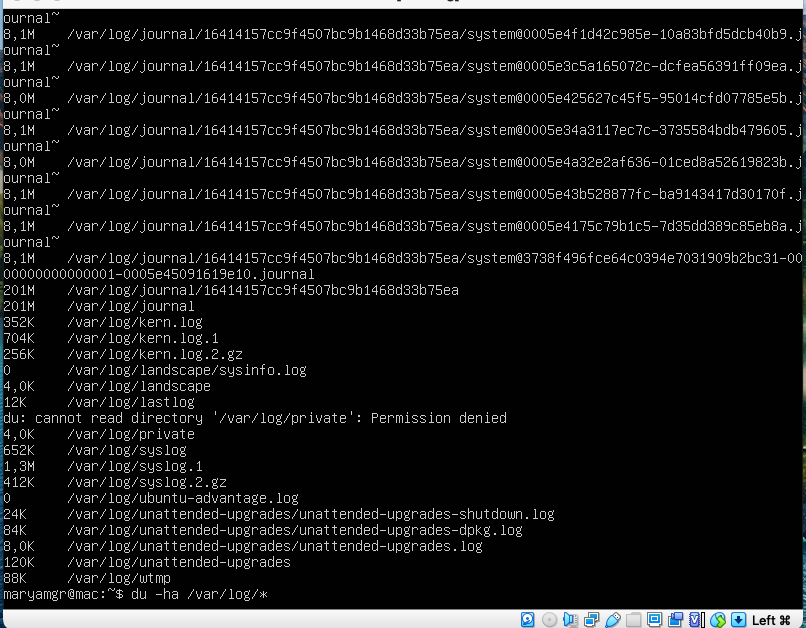 ournal~
8,1M    /var/log/journal/16414157cc9f4507bc9b1468d33b75ea/system@0005e4f1d42c985e-10a83bfd5dcb40b9.j
ournal~
8,1M    /var/log/journal/16414157cc9f4507bc9b1468d33b75ea/system@0005e3c5a165072c-dcfea56391ff09ea.j
ournal~
8,0M    /var/log/journal/16414157cc9f4507bc9b1468d33b75ea/system@0005e425627c45f5-95014cfd07785e5b.j
ournal~
8,1M    /var/log/journal/16414157cc9f4507bc9b1468d33b75ea/system@0005e34a3117ec7c-3735584bdb479605.j
ournal~
8,0M    /var/log/journal/16414157cc9f4507bc9b1468d33b75ea/system@0005e4a32e2af636-01ced8a52619823b.j
ournal~
8,1M    /var/log/journal/16414157cc9f4507bc9b1468d33b75ea/system@0005e43b528877fc-ba9143417d30170f.j
ournal~
8,1M    /var/log/journal/16414157cc9f4507bc9b1468d33b75ea/system@0005e4175c79b1c5-7d35dd389c85eb8a.j
ournal~
8,1M    /var/log/journal/16414157cc9f4507bc9b1468d33b75ea/system@3738f496fce64c0394e7031909b2bc31-00
00000000000001-0005e45091619e10.journal
201M    /var/log/journal/16414157cc9f4507bc9b1468d33b75ea
201M    /var/log/journal
352K    /var/log/kern.log
704K    /var/log/kern.log.1
256K    /var/log/kern.log.2.gz
0       /var/log/landscape/sysinfo.log
4,0K    /var/log/landscape
12K     /var/log/lastlog
du: cannot read directory '/var/log/private': Permission denied
4,0K    /var/log/private
652K    /var/log/syslog
1,3M    /var/log/syslog.1
412K    /var/log/syslog.2.gz
0       /var/log/ubuntu-advantage.log
24K     /var/log/unattended-upgrades/unattended-upgrades-shutdown.log
84K     /var/log/unattended-upgrades/unattended-upgrades-dpkg.log
8,0K    /var/log/unattended-upgrades/unattended-upgrades.log
120K    /var/log/unattended-upgrades
88K     /var/log/wtmp
maryamgr@mac:~$ du -ha /var/log/*
Left ⌘